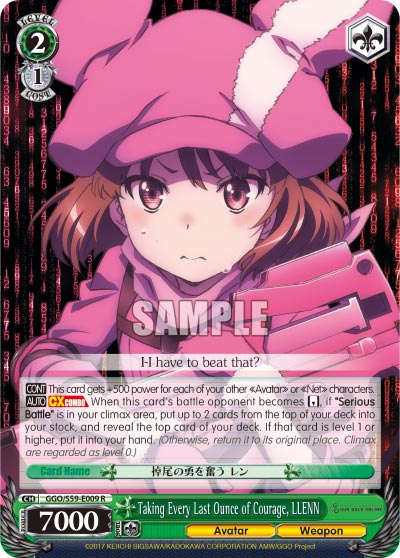 LEVEL
2
1
COST
SAMPLE
I-I have to beat that?
CONT This card gets +500 power for each of your other «Avatar» or «Net» characters.
AUTO CXCOMBO When this card's battle opponent becomes, if "Serious
Battle" is in your climax area, put up to 2 cards from the top of your deck into
your stock, and reveal the top card of your deck. If that card is level 1 or
higher, put it into your hand. (Otherwise, return it to its original place. Climax
are regarded as level 0.)
Card Name
掉尾の勇を奮う レン
CH GGO/S59-E009 R
Taking Every Last Ounce of Courage, LLENN
POWER
7000
Avatar
Weapon
©2017 KEIICHI SIGSAWA/KADOKAWA CORPORATION AMW/GGO Project